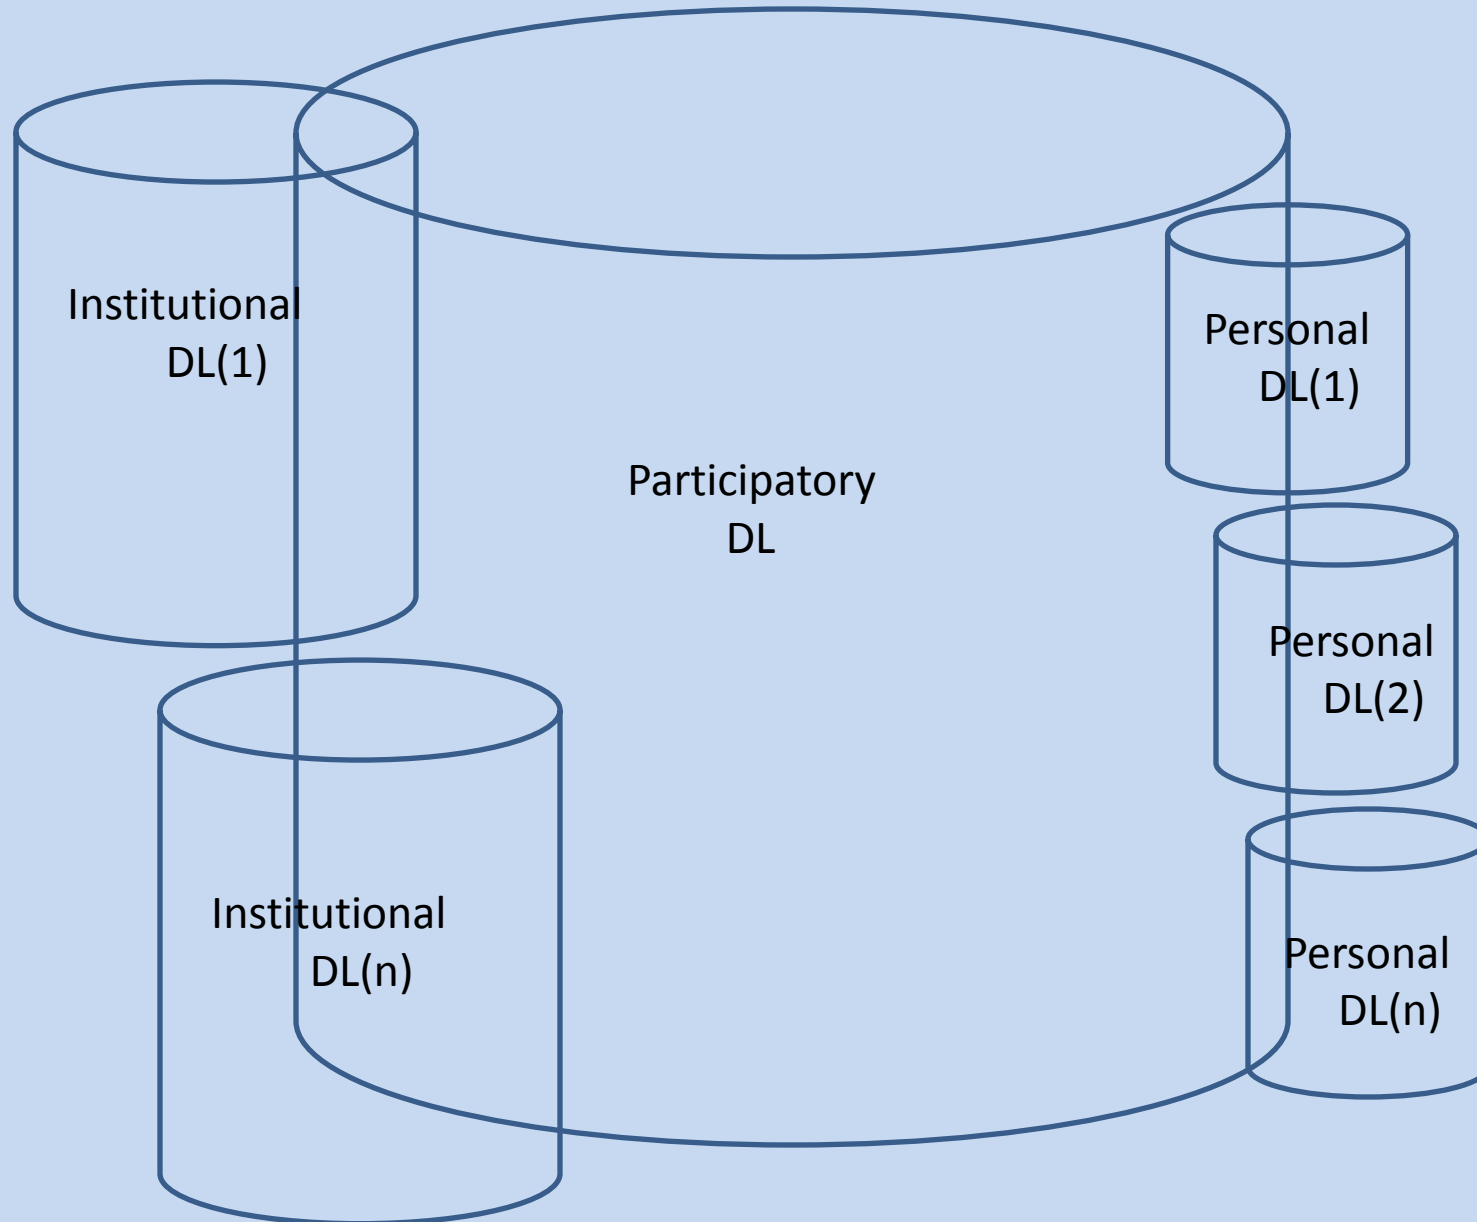 Institutional
DL(1)
Personal
DL(1)
Participatory
DL
Personal
DL(2)
Institutional
DL(n)
Personal
DL(n)